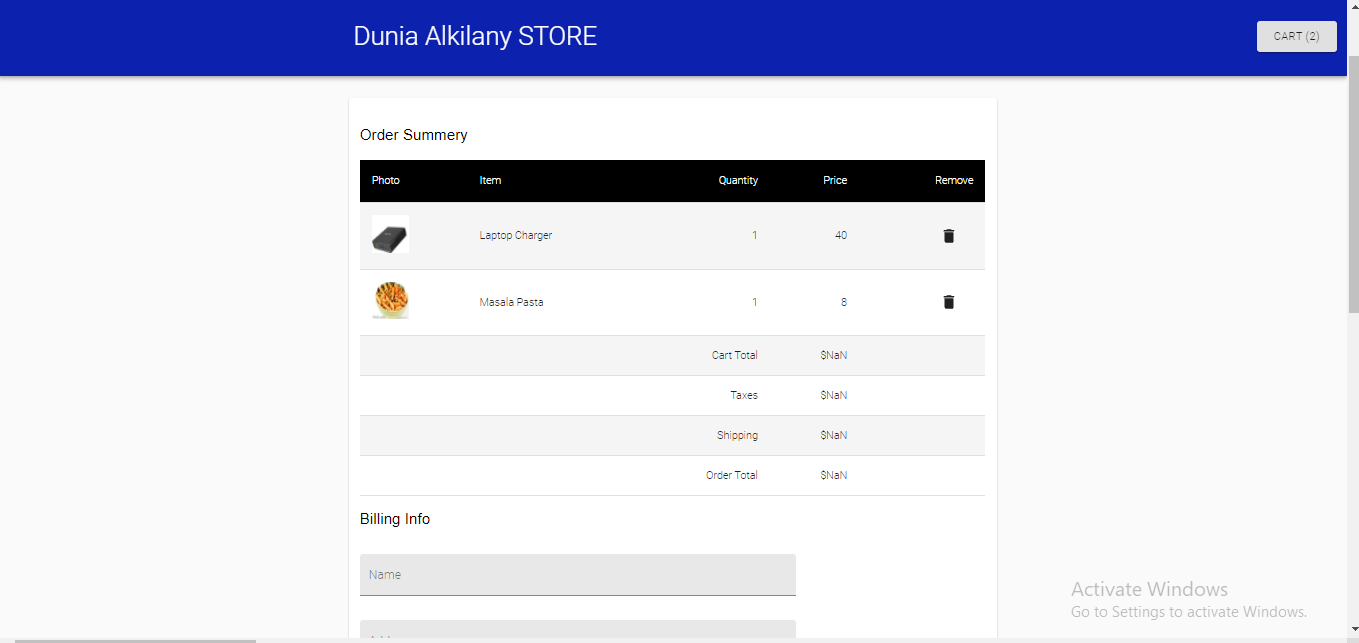 Dunia Alkilany STORE
CART (2)
Order Summery
Photo Item Quantity Price Remove
Laptop Charger 1 40
Masala Pasta 1 8
Cart Total $NaN
Taxes $NaN
Shipping $NaN
Order Total $NaN
Billing Info
Name
Activate Windows
Go to Settings to activate Windows.